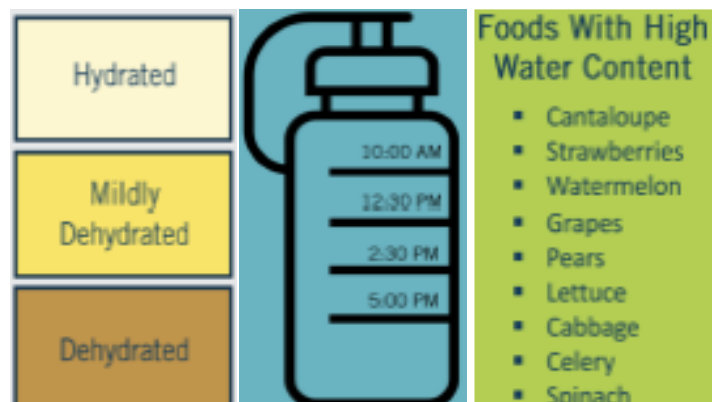 Hydrated
Mildly
Dehydrated
Dehydrated
10:00 AM
12:30 PM
2:30 PM
5:00 PM
Foods With High
Water Content
▪ Cantaloupe
▪ Strawberries
▪ Watermelon
▪ Grapes
▪ Pears
▪ Lettuce
▪ Cabbage
▪ Celery
▪ Spinach